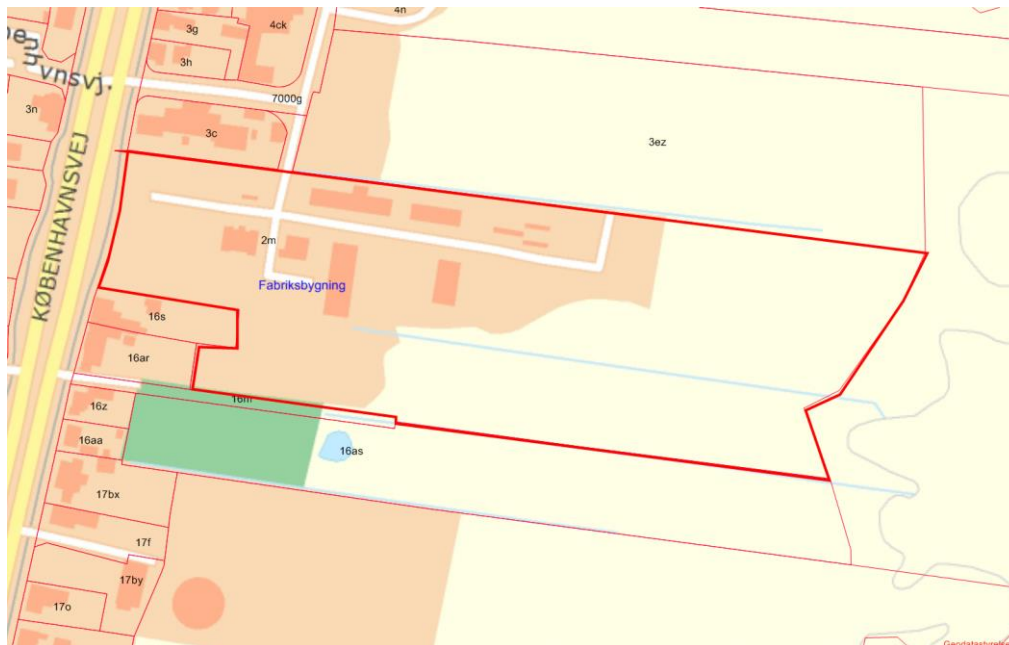 4n
3g
4ck
3h
vnsvj.
7000g
3n
3c
3ez
KØBENHAVNSVEJ
2m
Fabriksbygning
16s
16ar
16m
16z
16aa
16as
17bx
17f
17by
17o